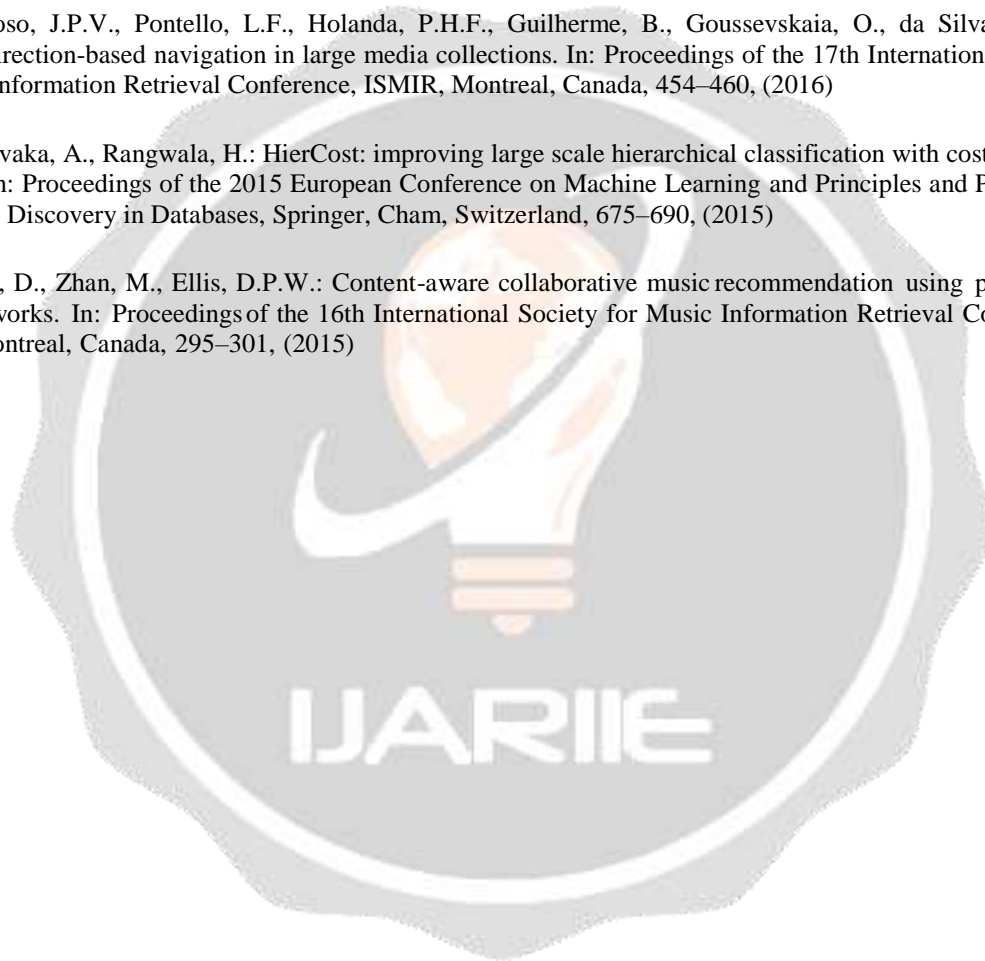 oso, J.P.V., Pontello, L.F., Holanda, P.H.F., Guilherme, B., Goussevskaia, O., da Silva
irection-based navigation in large media collections. In: Proceedings of the 17th Internation
nformation Retrieval Conference, ISMIR, Montreal, Canada, 454–460, (2016)
vaka, A., Rangwala, H.: HierCost: improving large scale hierarchical classification with cost
n: Proceedings of the 2015 European Conference on Machine Learning and Principles and P
Discovery in Databases, Springer, Cham, Switzerland, 675–690, (2015)
, D., Zhan, M., Ellis, D.P.W.: Content-aware collaborative music recommendation using p
works. In: Proceedings of the 16th International Society for Music Information Retrieval Co
ontreal, Canada, 295–301, (2015)
IJARIIE